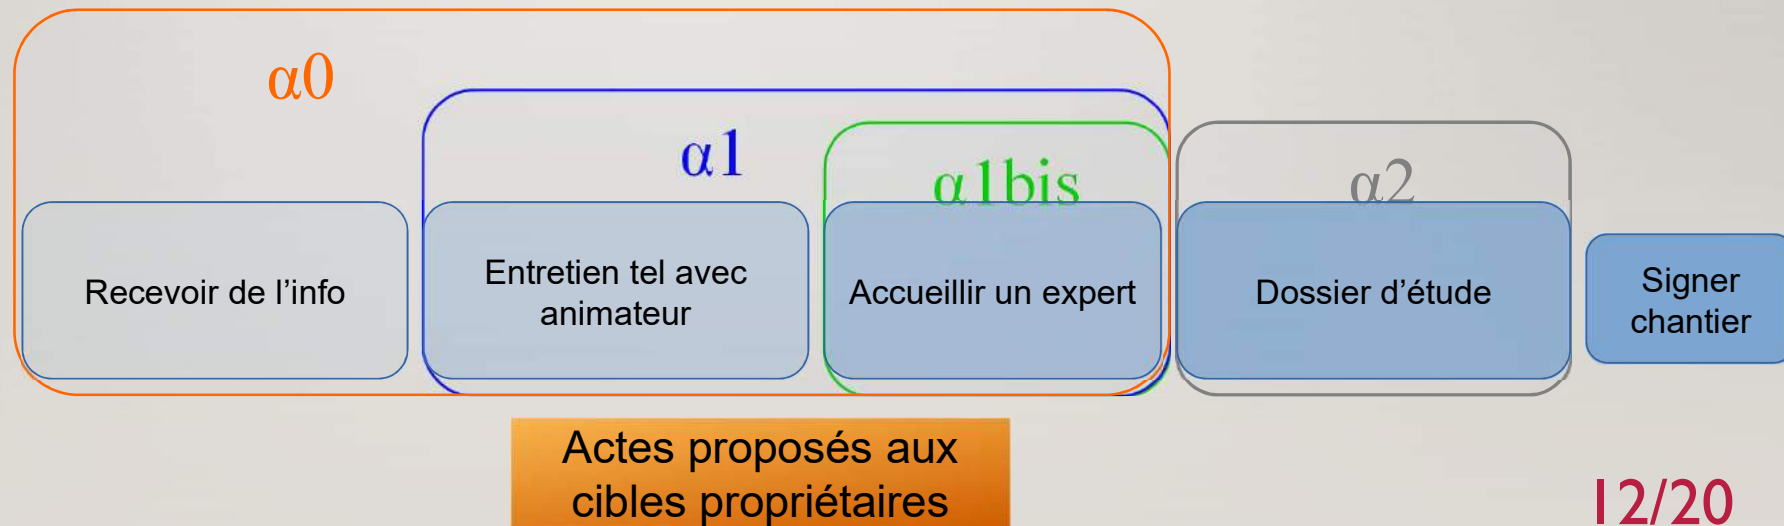 α0
α1
α1bis
α2
Recevoir de l’info
Entretien tel avec
animateur
Accueillir un expert
Dossier d’étude
Signer
chantier
Actes proposés aux
cibles propriétaires
12/20